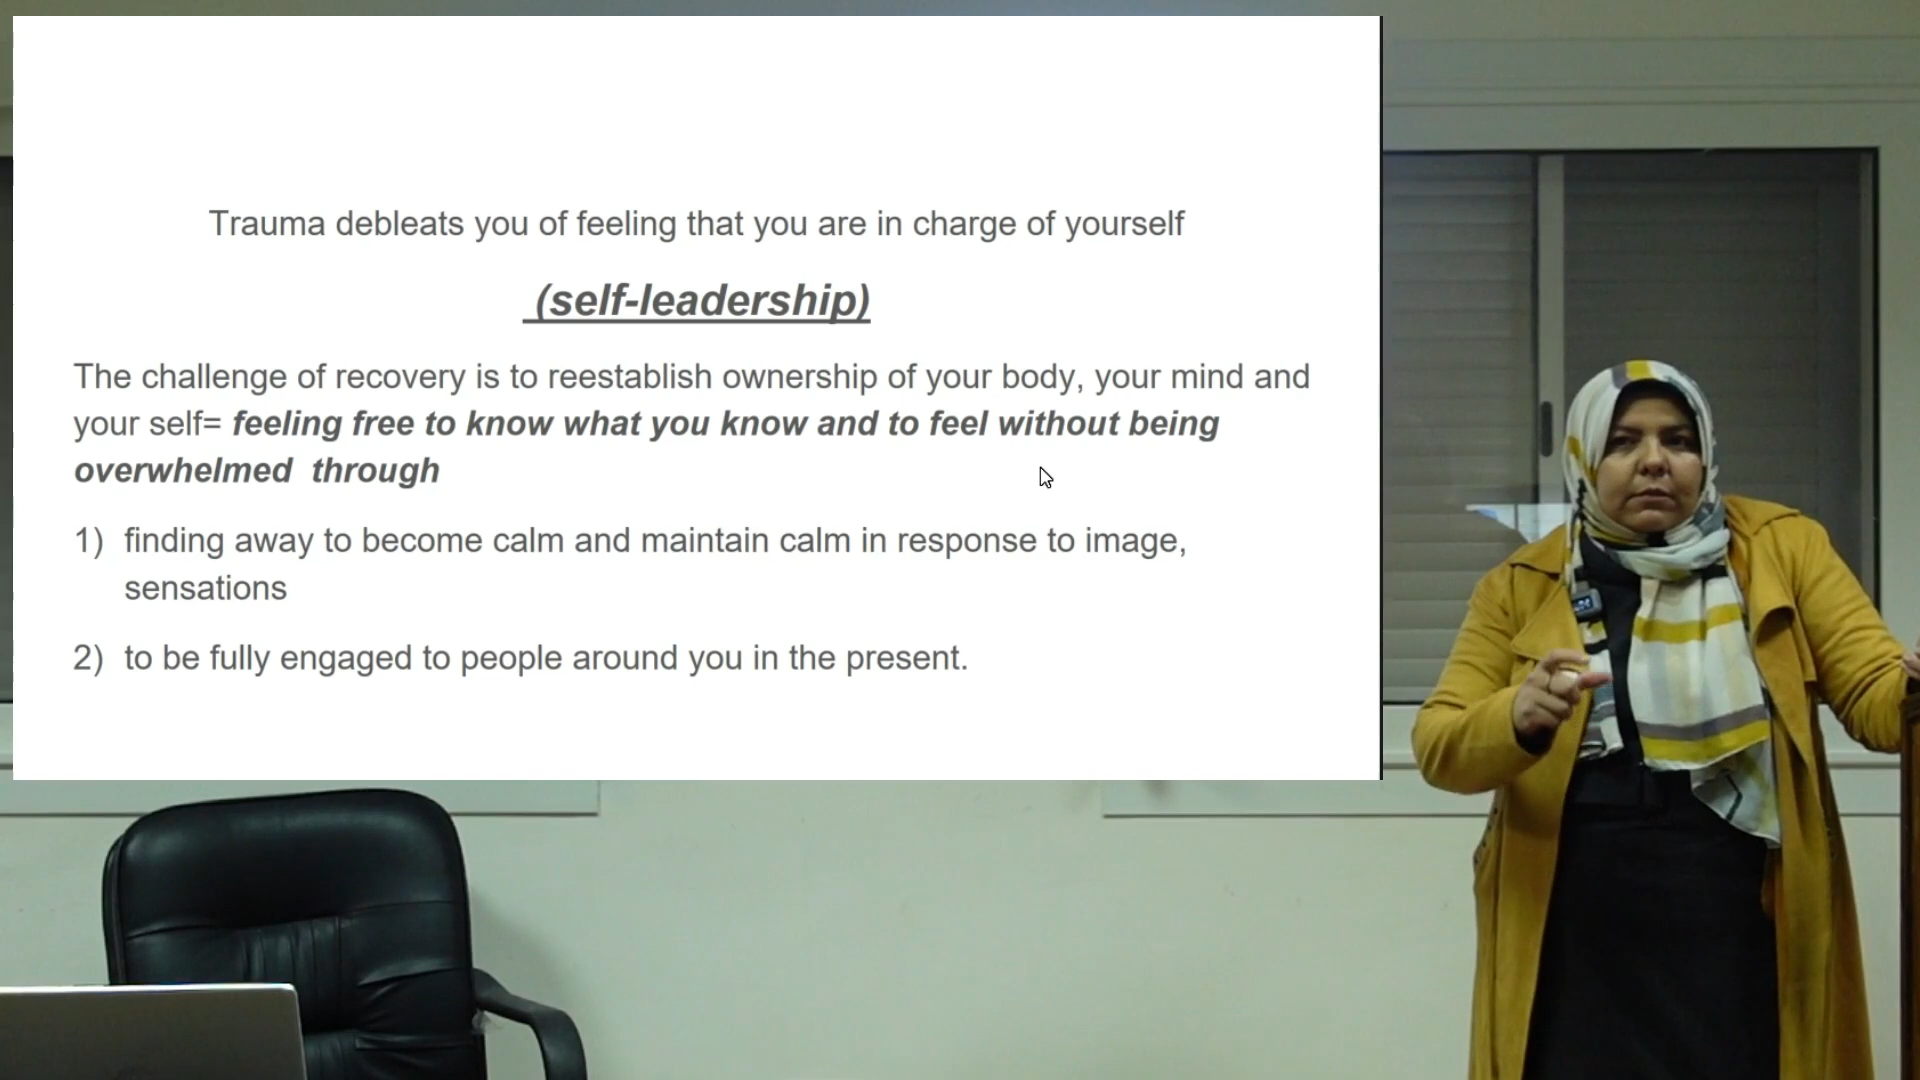 Trauma debleats you of feeling that you are in charge of yourself
(self-leadership)
The challenge of recovery is to reestablish ownership of your body, your mind and
your self= feeling free to know what you know and to feel without being
overwhelmed through
1) finding away to become calm and maintain calm in response to image,
sensations
2) to be fully engaged to people around you in the present.